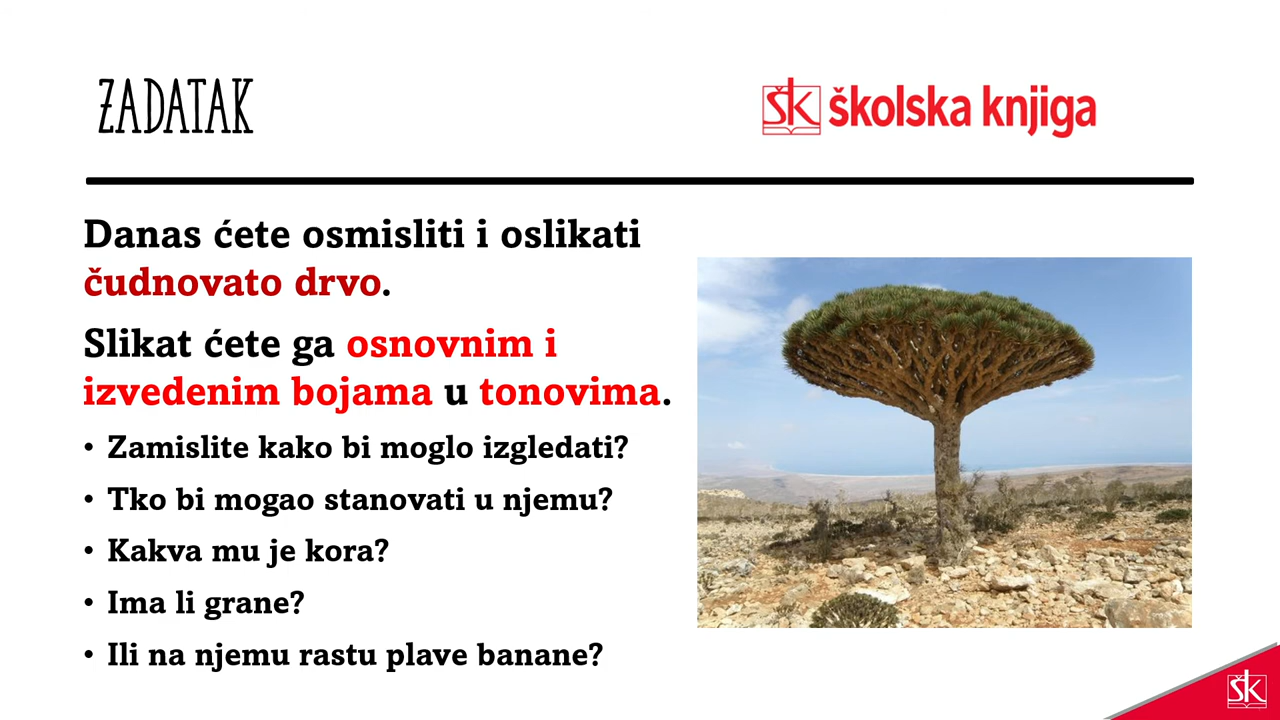 ZADATAK
ŠK školska knjiga
Danas ćete osmisliti i oslikati
čudnovato drvo.
Slikat ćete ga osnovnim i
izvedenim bojama u tonovima.
• Zamislite kako bi moglo izgledati?
• Tko bi mogao stanovati u njemu?
• Kakva mu je kora?
• Ima li grane?
• Ili na njemu rastu plave banane?
ŠK